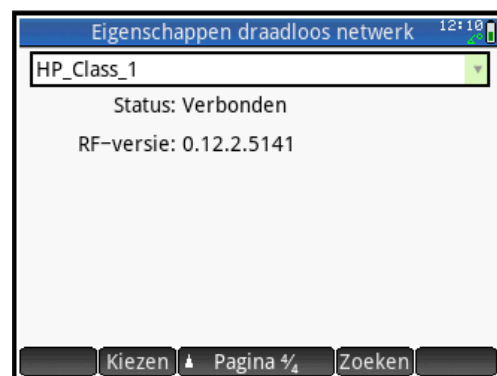 Eigenschappen draadloos netwerk 12:10
HP_Class_1
Status: Verbonden
RF-versie: 0.12.2.5141
Kiezen Pagina 4/4 Zoeken